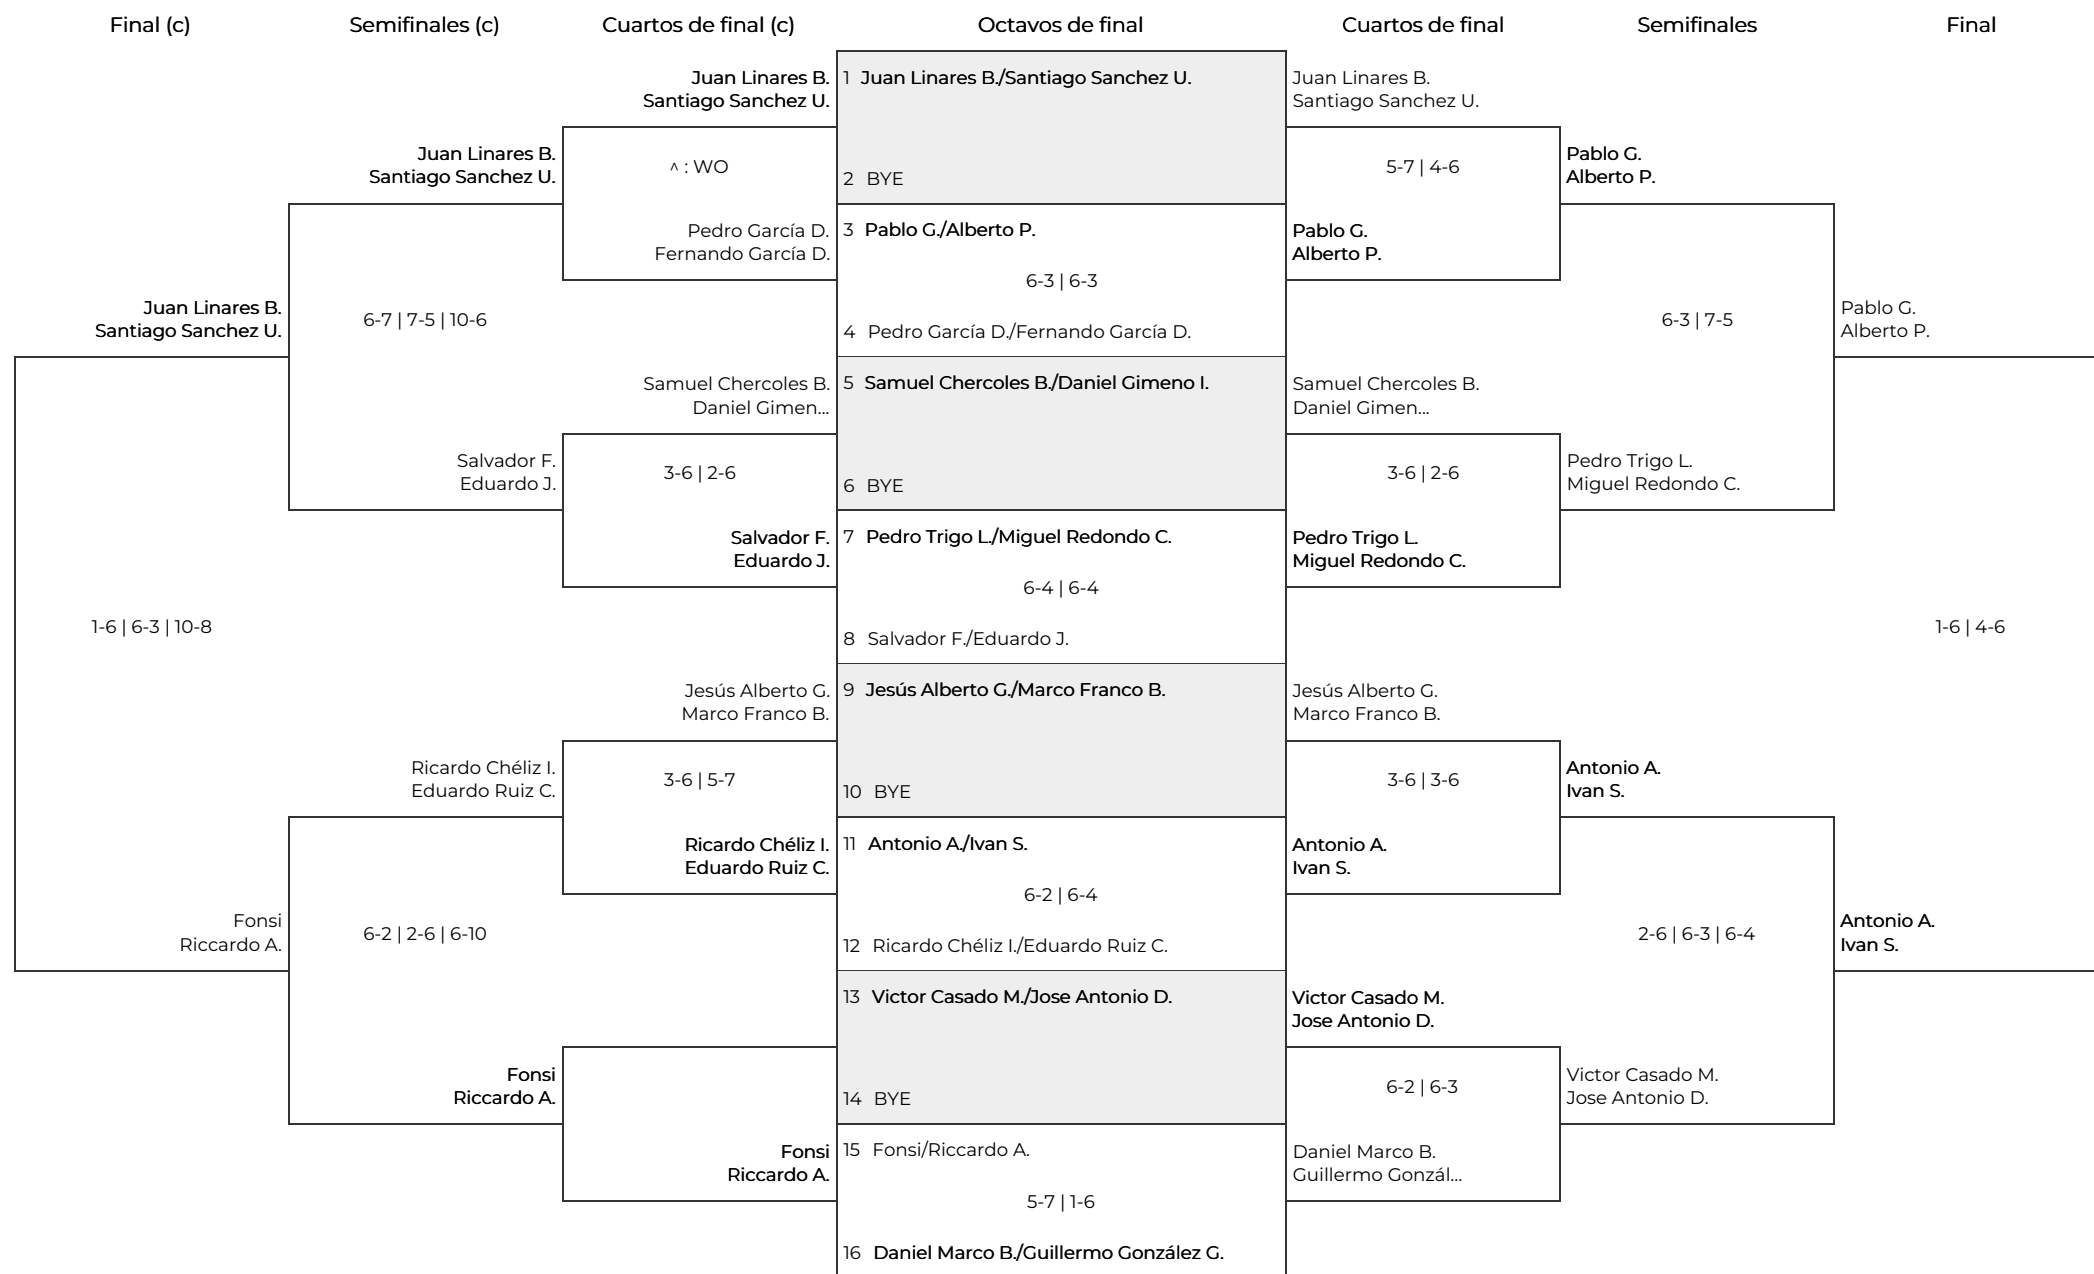 Final (c)
Semifinales (c)
Cuartos de final (c)
Octavos de final
Cuartos de final
Semifinales
Final
Juan Linares B.
Santiago Sanchez U.
Juan Linares B.
Santiago Sanchez U.
^ : WO
Pedro García D.
Fernando García D.
Juan Linares B.
Santiago Sanchez U.
6-7 | 7-5 | 10-6
Samuel Chercoles B.
Daniel Gimen...
Salvador F.
Eduardo J.
3-6 | 2-6
Salvador F.
Eduardo J.
1-6 | 6-3 | 10-8
Jesús Alberto G.
Marco Franco B.
Ricardo Chéliz I.
Eduardo Ruiz C.
3-6 | 5-7
Ricardo Chéliz I.
Eduardo Ruiz C.
Fonsi
Riccardo A.
6-2 | 2-6 | 6-10
Fonsi
Riccardo A.
Fonsi
Riccardo A.
1 Juan Linares B./Santiago Sanchez U.
2 BYE
3 Pablo G./Alberto P.
6-3 | 6-3
4 Pedro García D./Fernando García D.
5 Samuel Chercoles B./Daniel Gimeno I.
6 BYE
7 Pedro Trigo L./Miguel Redondo C.
6-4 | 6-4
8 Salvador F./Eduardo J.
9 Jesús Alberto G./Marco Franco B.
10 BYE
11 Antonio A./Ivan S.
6-2 | 6-4
12 Ricardo Chéliz I./Eduardo Ruiz C.
13 Victor Casado M./Jose Antonio D.
14 BYE
15 Fonsi/Riccardo A.
5-7 | 1-6
16 Daniel Marco B./Guillermo González G.
Juan Linares B.
Santiago Sanchez U.
5-7 | 4-6
Pablo G.
Alberto P.
Pablo G.
Alberto P.
6-3 | 7-5
Pablo G.
Alberto P.
Samuel Chercoles B.
Daniel Gimen...
3-6 | 2-6
Pedro Trigo L.
Miguel Redondo C.
Pedro Trigo L.
Miguel Redondo C.
1-6 | 4-6
Jesús Alberto G.
Marco Franco B.
3-6 | 3-6
Antonio A.
Ivan S.
Antonio A.
Ivan S.
2-6 | 6-3 | 6-4
Antonio A.
Ivan S.
Victor Casado M.
Jose Antonio D.
6-2 | 6-3
Victor Casado M.
Jose Antonio D.
Daniel Marco B.
Guillermo Gonzál...